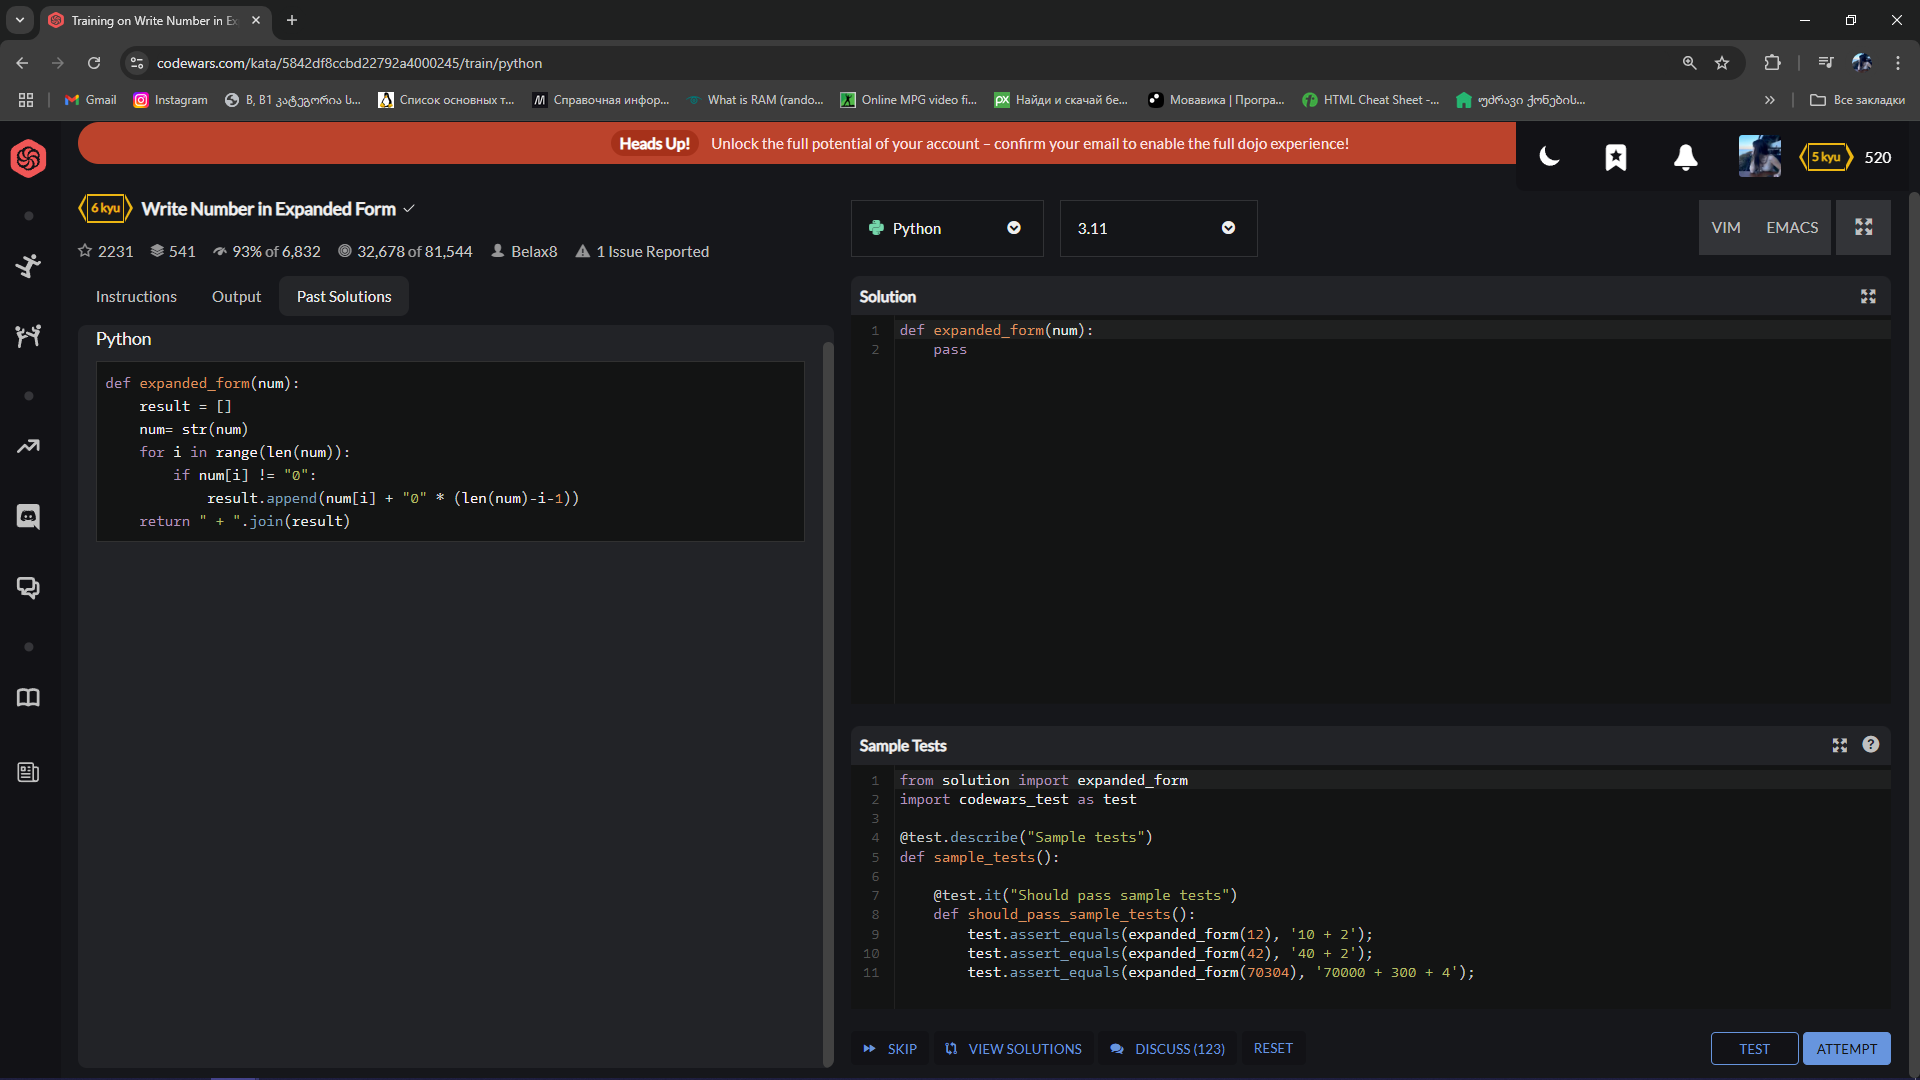 Training on Write Number in Ex
codewars.com/kata/5842df8ccbd22792a4000245/train/python
Gmail
Instagram
B, B1 კატეგორია ს...
Список основных т...
Справочная инфор...
What is RAM (rando...
Online MPG video fi...
Найди и скачай бе...
Мовавика | Програ...
HTML Cheat Sheet -...
უძრავი ქონების...
Все закладки
Heads Up! Unlock the full potential of your account – confirm your email to enable the full dojo experience!
5 kyu 520
6 kyu Write Number in Expanded Form
2231 541 93% of 6,832 32,678 of 81,544 Belax8 1 Issue Reported
Instructions Output Past Solutions
Python
def expanded_form(num):
    result = []
    num= str(num)
    for i in range(len(num)):
        if num[i] != "0":
            result.append(num[i] + "0" * (len(num)-i-1))
    return " + ".join(result)
Python 3.11 VIM EMACS
Solution
1 def expanded_form(num):
2     pass
Sample Tests
1 from solution import expanded_form
2 import codewars_test as test
3
4 @test.describe("Sample tests")
5 def sample_tests():
6
7     @test.it("Should pass sample tests")
8     def should_pass_sample_tests():
9         test.assert_equals(expanded_form(12), '10 + 2');
10         test.assert_equals(expanded_form(42), '40 + 2');
11         test.assert_equals(expanded_form(70304), '70000 + 300 + 4');
SKIP VIEW SOLUTIONS DISCUSS (123) RESET TEST ATTEMPT